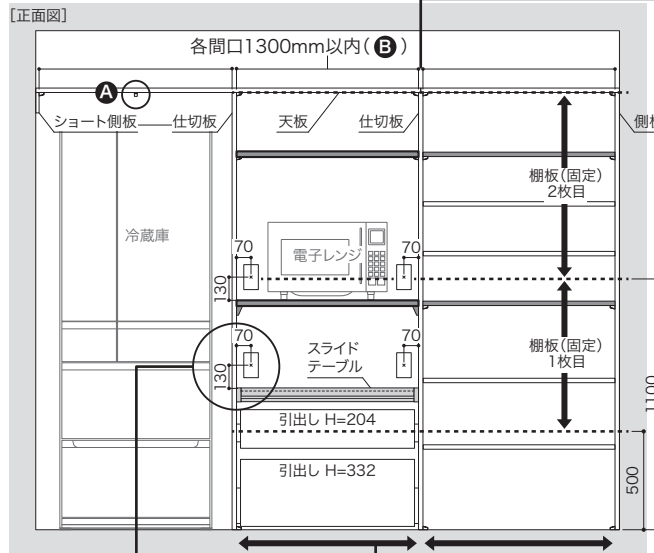 [正面図]
各間口1300mm以内(B)
A
ショート側板
仕切板
天板
仕切板
側板
棚板(固定)
2枚目
冷蔵庫
電子レンジ
70
70
130
棚板(固定)
1枚目
70
70
スライド
テーブル
130
引出し H=204
引出し H=332
1100
500